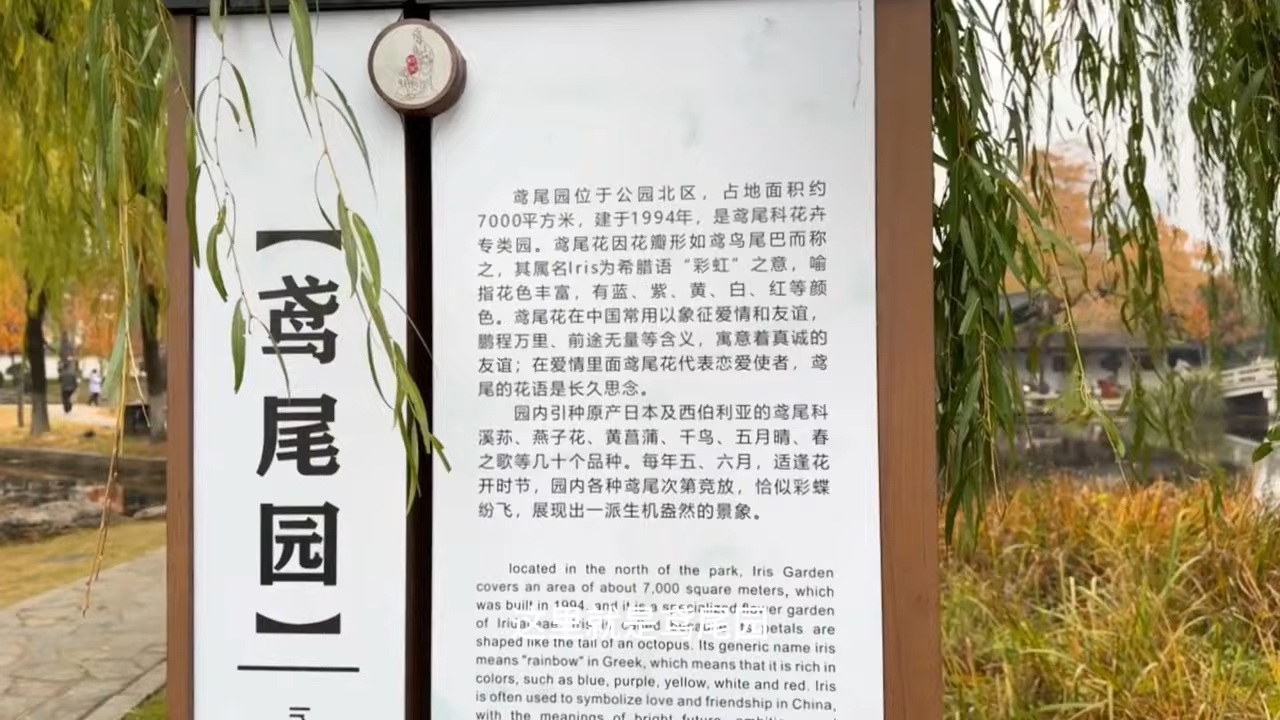 【鸢尾园】
鸢尾园位于公园北区，占地面积约
7000平方米，建于1994年，是鸢尾科花卉
专类园。鸢尾花因花瓣形如鸢鸟尾巴而称
之，其属名Iris为希腊语“彩虹”之意，喻
指花色丰富，有蓝、紫、黄、白、红等颜
色。鸢尾花在中国常用以象征爱情和友谊，
鹏程万里、前途无量等含义，寓意着真诚的
友谊；在爱情里面鸢尾花代表恋爱使者，鸢
尾的花语是长久思念。
园内引种原产日本及西伯利亚的鸢尾科
溪荪、燕子花、黄菖蒲、千鸟、五月晴、春
之歌等几十个品种。每年五、六月，适逢花
开时节，园内各种鸢尾次第竞放，恰似彩蝶
纷飞，展现出一派生机盎然的景象。
located in the north of the park, Iris Garden
covers an area of about 7,000 square meters, which
was built in 1994, and it is a specialized flower garden
of petals are
shaped like the tail of an octopus. Its generic name iris
means "rainbow" in Greek, which means that it is rich in
colors, such as blue, purple, yellow, white and red. Iris
is often used to symbolize love and friendship in China,
with the meanings of bright future,
这里就是鸢尾园